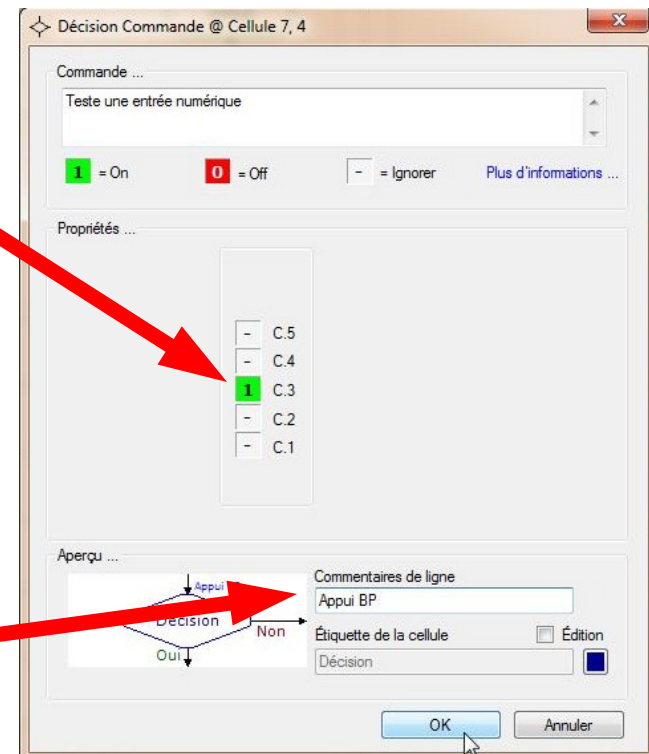 Décision Commande @ Cellule 7, 4
Commande ...
Teste une entrée numérique
1 = On 0 = Off - = Ignorer Plus d'informations ...
Propriétés ...
- C.5
- C.4
1 C.3
- C.2
- C.1
Aperçu ...
Appui
Décision
Non
Oui
Commentaires de ligne
Appui BP
Étiquette de la cellule Édition
Décision
OK Annuler